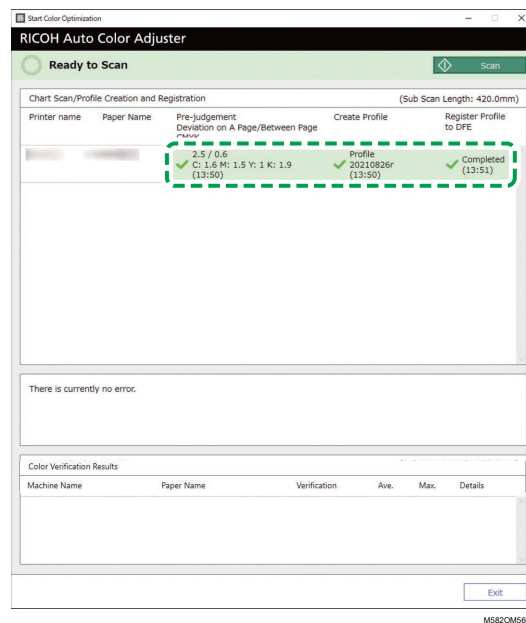 Start Color Optimization
RICOH Auto Color Adjuster
Ready to Scan
Scan
Chart Scan/Profile Creation and Registration (Sub Scan Length: 420.0mm)
Printer name Paper Name Pre-judgement Create Profile Register Profile
Deviation on A Page/Between Page to DFE
CMYK
2.5 / 0.6 Profile Completed
C: 1.6 M: 1.5 Y: 1 K: 1.9 20210826r (13:51)
(13:50) (13:50)
There is currently no error.
Color Verification Results
Machine Name Paper Name Verification Ave. Max. Details
Exit
M582OM56